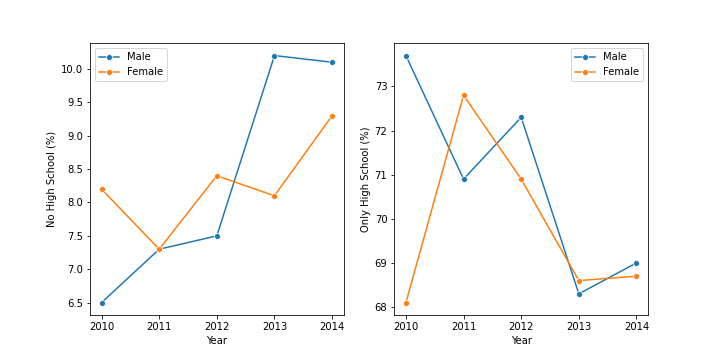 Male
Female
10.0
9.5
9.0
8.5
8.0
7.5
7.0
6.5
No High School (%)
2010 2011 2012 2013 2014
Year
Male
Female
73
72
71
70
69
68
Only High School (%)
2010 2011 2012 2013 2014
Year